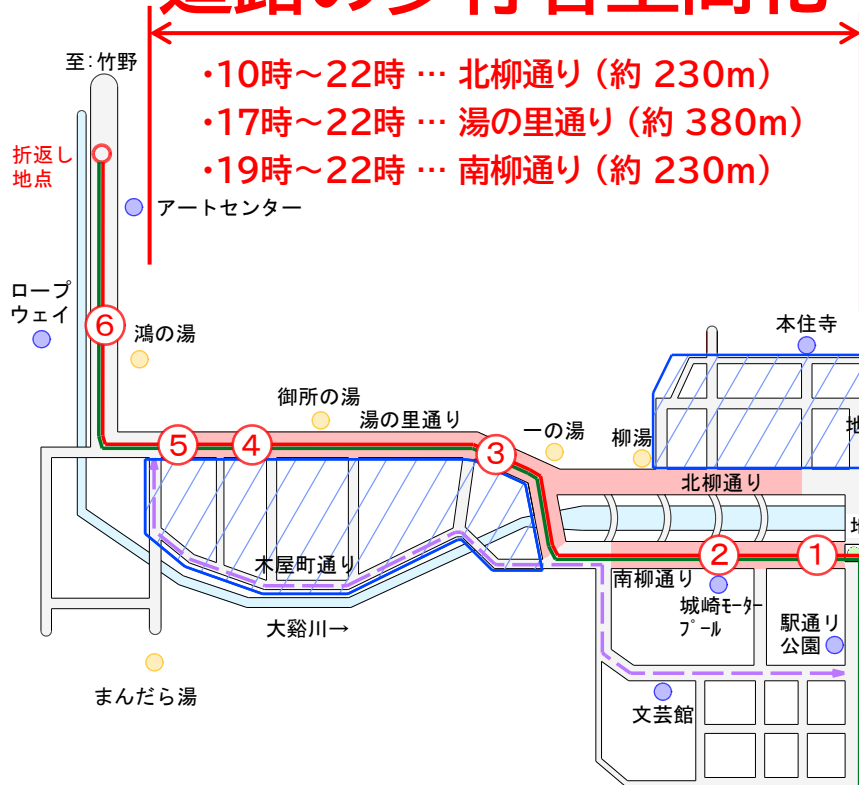 ・10時～22時 … 北柳通り (約 230m)
・17時～22時 … 湯の里通り (約 380m)
・19時～22時 … 南柳通り (約 230m)
至:竹野
折返し
地点
アートセンター
ロープ
ウェイ
⑥
鴻の湯
本住寺
御所の湯
湯の里通り
一の湯
柳湯
⑤
④
③
北柳通り
木屋町通り
②
①
南柳通り
城崎モーター
プール
駅通り
公園
大谿川→
まんだら湯
文芸館